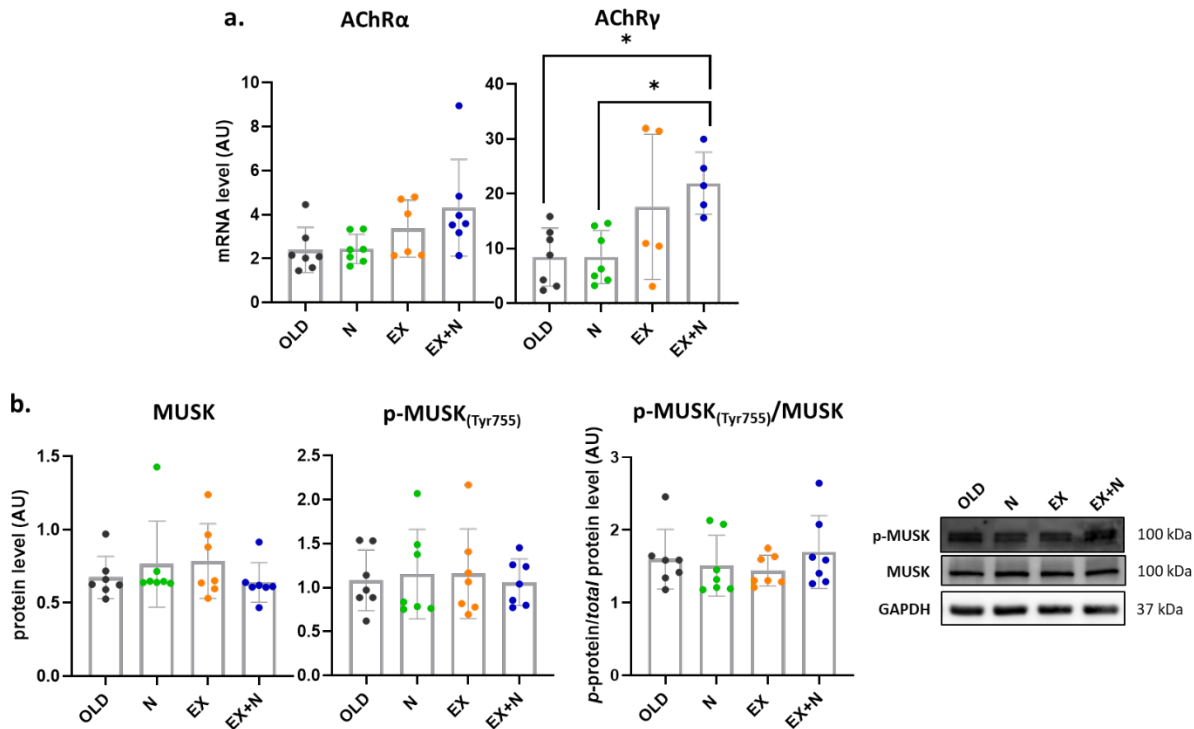 a.
AChRα
AChRγ
mRNA level (AU)
10
8
6
4
2
0
OLD
N
EX
EX+N
*
*
40
30
20
10
0
OLD
N
EX
EX+N
b.
MUSK
p-MUSK(Tyr755)
p-MUSK(Tyr755)/MUSK
protein level (AU)
1.5
1.0
0.5
0.0
OLD
N
EX
EX+N
2.5
2.0
1.5
1.0
0.5
0.0
OLD
N
EX
EX+N
p-protein/total protein level (AU)
3
2
1
0
OLD
N
EX
EX+N
OLD N EX EX+N
p-MUSK 100 kDa
MUSK 100 kDa
GAPDH 37 kDa